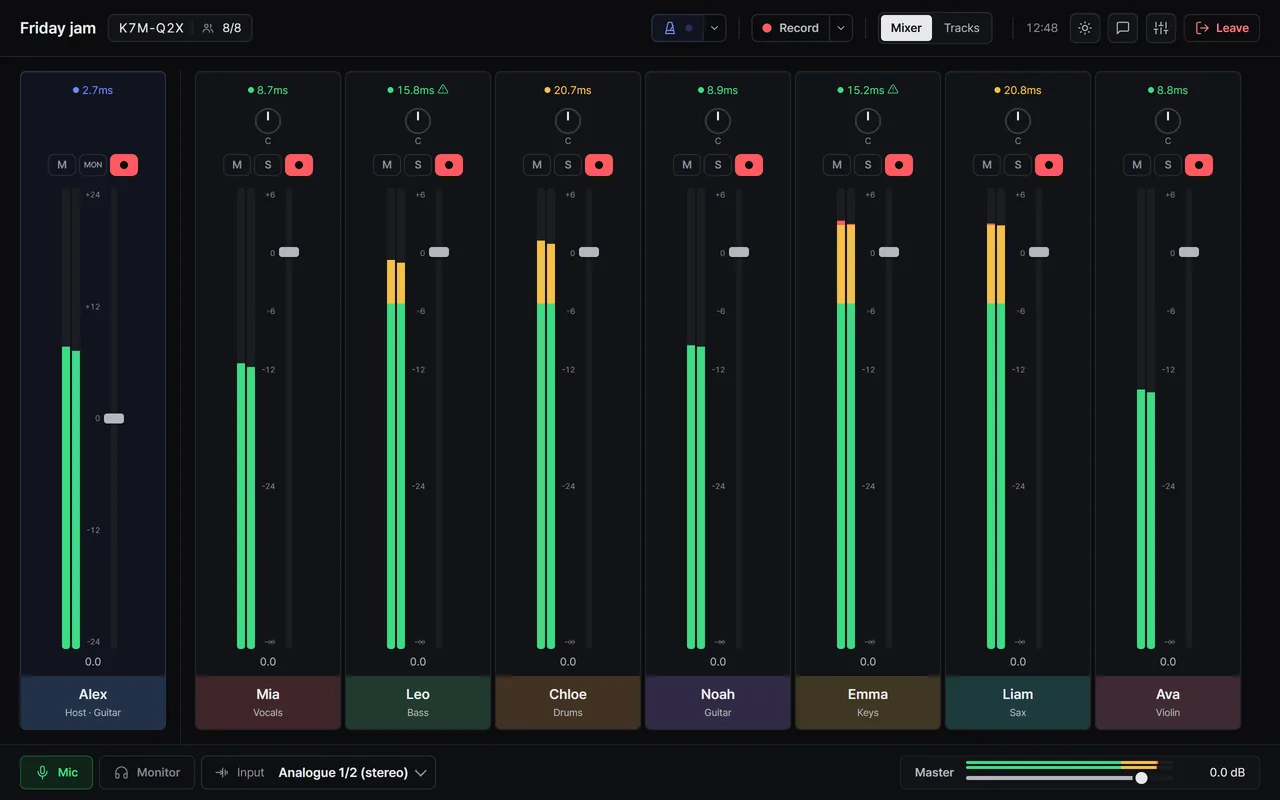 Friday jam K7M-Q2X 8/8 Record Mixer Tracks 12:48 Leave
2.7ms 8.7ms 15.8ms 20.7ms 8.9ms 15.2ms 20.8ms 8.8ms
C C C C C C C
M MON M S M S M S M S M S M S M S
+24 +6 +6 +6 +6 +6 +6 +6
0 0 0 0 0 0 0
+12 -6 -6 -6 -6 -6 -6 -6
-12 -12 -12 -12 -12 -12 -12
0
-24 -24 -24 -24 -24 -24 -24
-12
-24 -∞ -∞ -∞ -∞ -∞ -∞ -∞
0.0 0.0 0.0 0.0 0.0 0.0 0.0 0.0
Alex Mia Leo Chloe Noah Emma Liam Ava
Host · Guitar Vocals Bass Drums Guitar Keys Sax Violin
Mic Monitor Input Analogue 1/2 (stereo) Master 0.0 dB